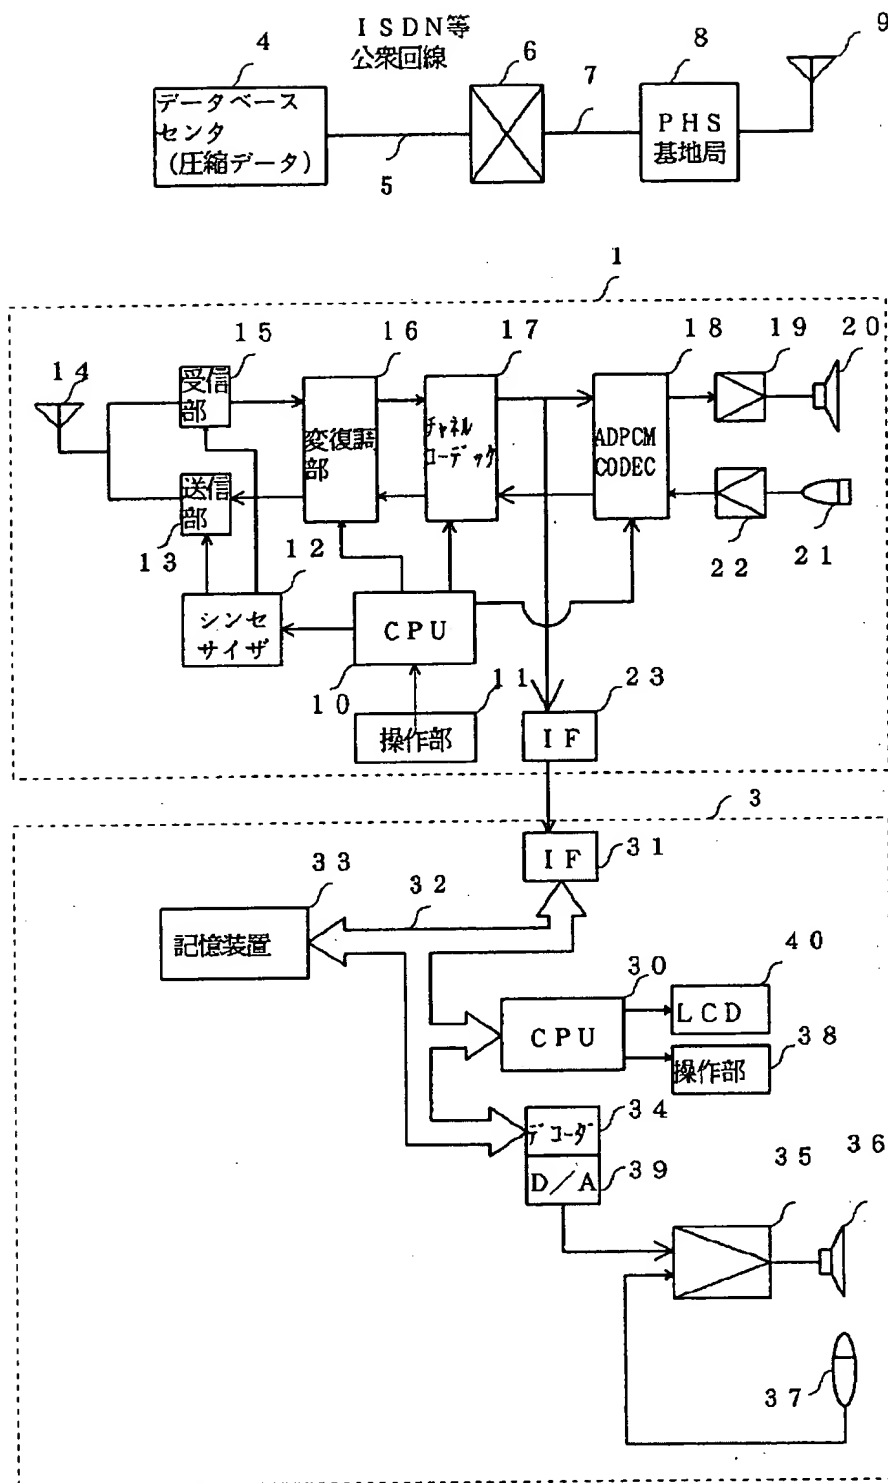 ISDN等
公衆回線
4
6
8
9
データベース
センタ
(圧縮データ)
5
7
PHS
基地局
1
14
15
16
17
18
19
20
受信
部
変復調
部
チャネル
コーデック
ADPCM
CODEC
送信
部
13
12
22
21
シンセ
サイザ
CPU
10
11
23
操作部
IF
3
IF
31
33
32
記憶装置
30
40
CPU
LCD
38
操作部
34
デコーダ
D/A
39
35
36
37